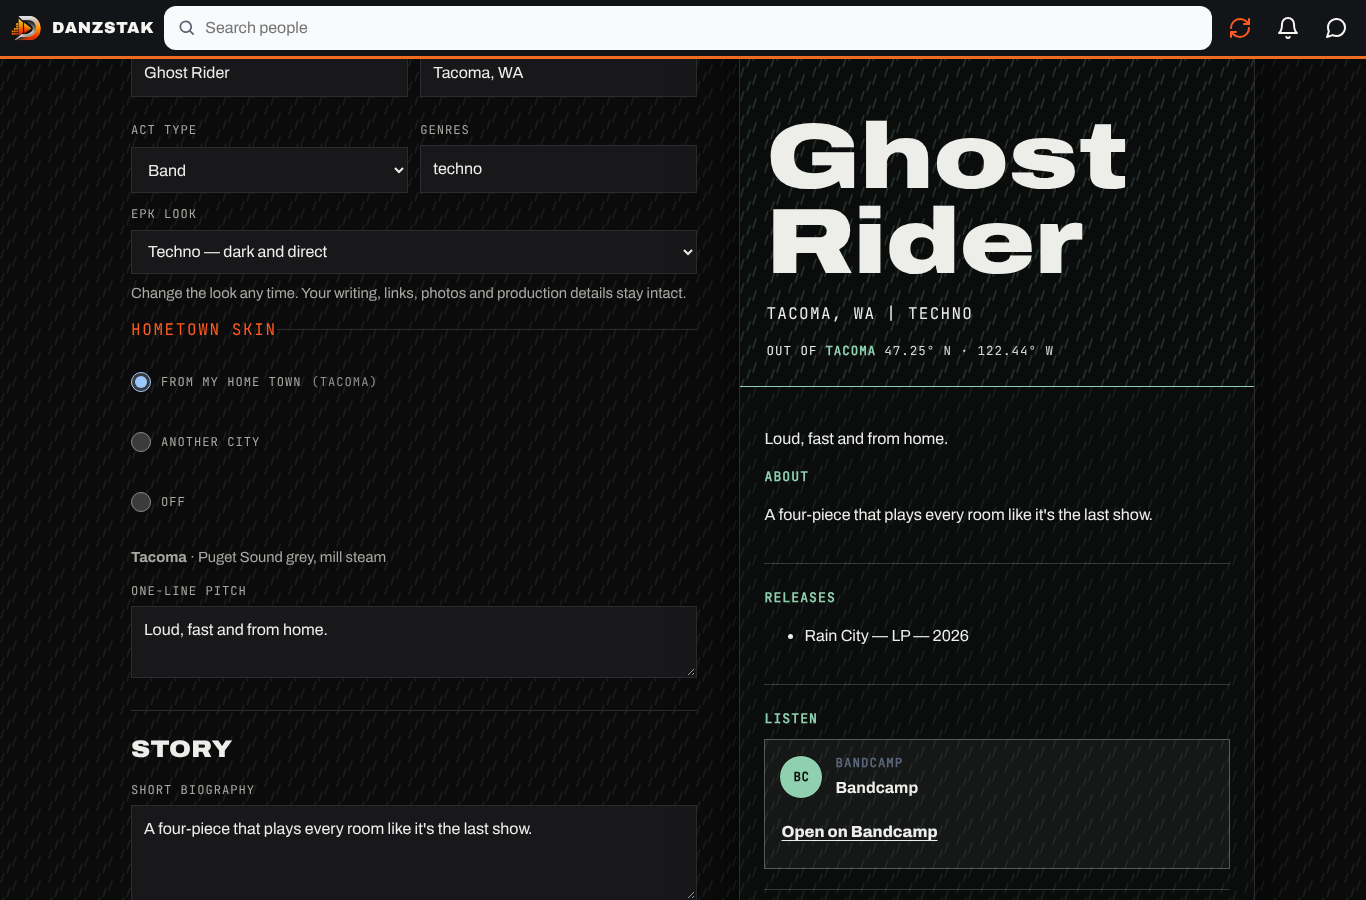 DANZSTAK
Search people
Ghost Rider
Tacoma, WA
ACT TYPE
GENRES
Band
techno
EPK LOOK
Techno — dark and direct
Change the look any time. Your writing, links, photos and production details stay intact.
HOMETOWN SKIN
FROM MY HOME TOWN (TACOMA)
ANOTHER CITY
OFF
Tacoma · Puget Sound grey, mill steam
ONE-LINE PITCH
Loud, fast and from home.
STORY
SHORT BIOGRAPHY
A four-piece that plays every room like it's the last show.
Ghost
Rider
TACOMA, WA | TECHNO
OUT OF TACOMA 47.25° N · 122.44° W
Loud, fast and from home.
ABOUT
A four-piece that plays every room like it's the last show.
RELEASES
• Rain City — LP — 2026
LISTEN
BC
BANDCAMP
Bandcamp
Open on Bandcamp